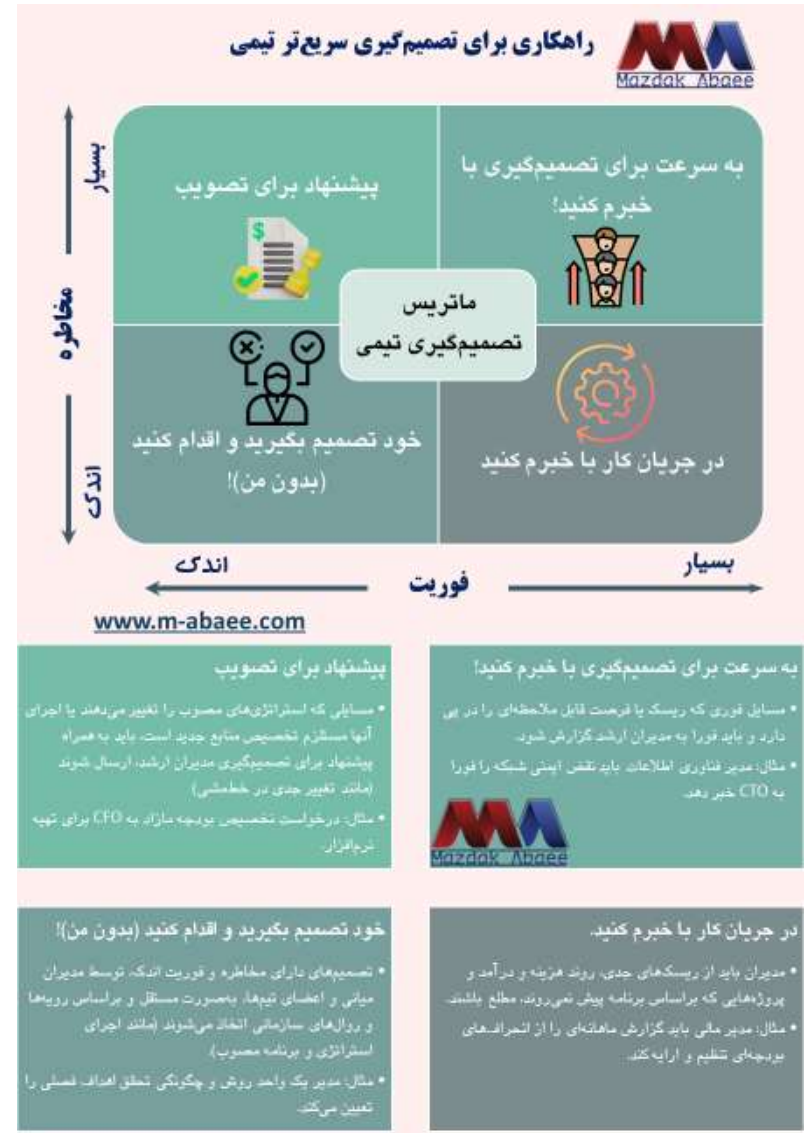 راهکاری برای تصمیم‌گیری سریع‌تر تیمی
MA
Mazdak Abaee
به سرعت برای تصمیم‌گیری با
خبرم کنید!
پیشنهاد برای تصویب
$
ماتریس
تصمیم‌گیری تیمی
در جریان کار با خبرم کنید
خود تصمیم بگیرید و اقدام کنید
(بدون من)!
بسیار
مخاطره
اندک
بسیار
فوریت
اندک
www.m-abaee.com
به سرعت برای تصمیم‌گیری با خبرم کنید!
• مسایل فوری که ریسک یا فرصت قابل ملاحظه‌ای را در پی
دارد و باید فورا به مدیران ارشد گزارش شود.
• مثال: مدیر فناوری اطلاعات باید نقض ایمنی شبکه را فورا
به CTO خبر دهد.
MA
Mazdak Abaee
پیشنهاد برای تصویب
• مسایلی که استراتژی‌های مصوب را تغییر می‌دهند یا اجرای
آنها مستلزم تخصیص منابع جدید است، باید به همراه
پیشنهاد برای تصمیم‌گیری مدیران ارشد، ارسال شوند
(مانند تغییر جدی در خط‌مشی)
• مثال: درخواست تخصیص بودجه مازاد به CFO برای تهیه
نرم‌افزار.
در جریان کار با خبرم کنید.
• مدیران باید از ریسک‌های جدی، روند هزینه و درآمد و
پروژه‌هایی که براساس برنامه پیش نمی‌روند، مطلع باشند.
• مثال: مدیر مالی باید گزارش ماهانه‌ای را از انحراف‌های
بودجه‌ای تنظیم و ارایه کند.
خود تصمیم بگیرید و اقدام کنید (بدون من)!
• تصمیم‌های دارای مخاطره و فوریت اندک، توسط مدیران
میانی و اعضای تیم‌ها، به‌صورت مستقل و براساس رویه‌ها
و روال‌های سازمانی اتخاذ می‌شوند (مانند اجرای
استراتژی و برنامه مصوب).
• مثال: مدیر یک واحد روش و چگونگی تحقق اهداف فصلی را
تعیین می‌کند.